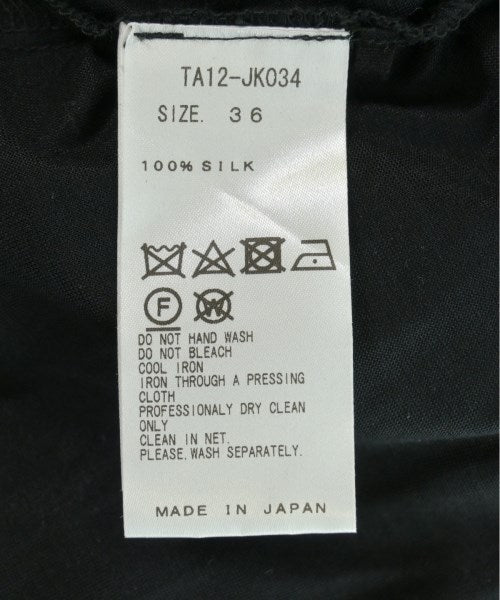 TA12-JK034
SIZE. 36
100% SILK
F W
DO NOT HAND WASH
DO NOT BLEACH
COOL IRON
IRON THROUGH A PRESSING
CLOTH
PROFESSIONALY DRY CLEAN
ONLY
CLEAN IN NET.
PLEASE.WASH SEPARATELY.
MADE IN JAPAN